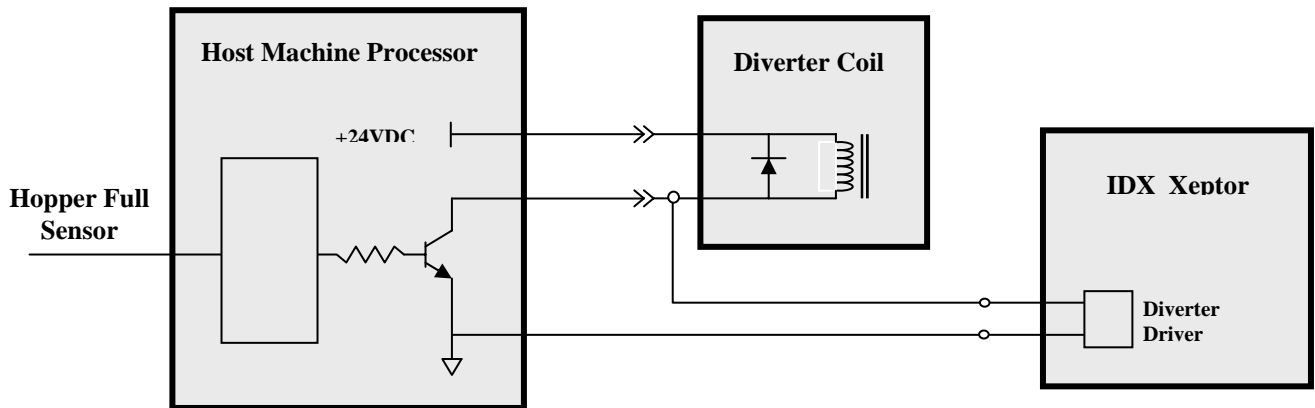 Host Machine Processor
Diverter Coil
+24VDC
IDX Xeptor
Hopper Full
Sensor
Diverter
Driver